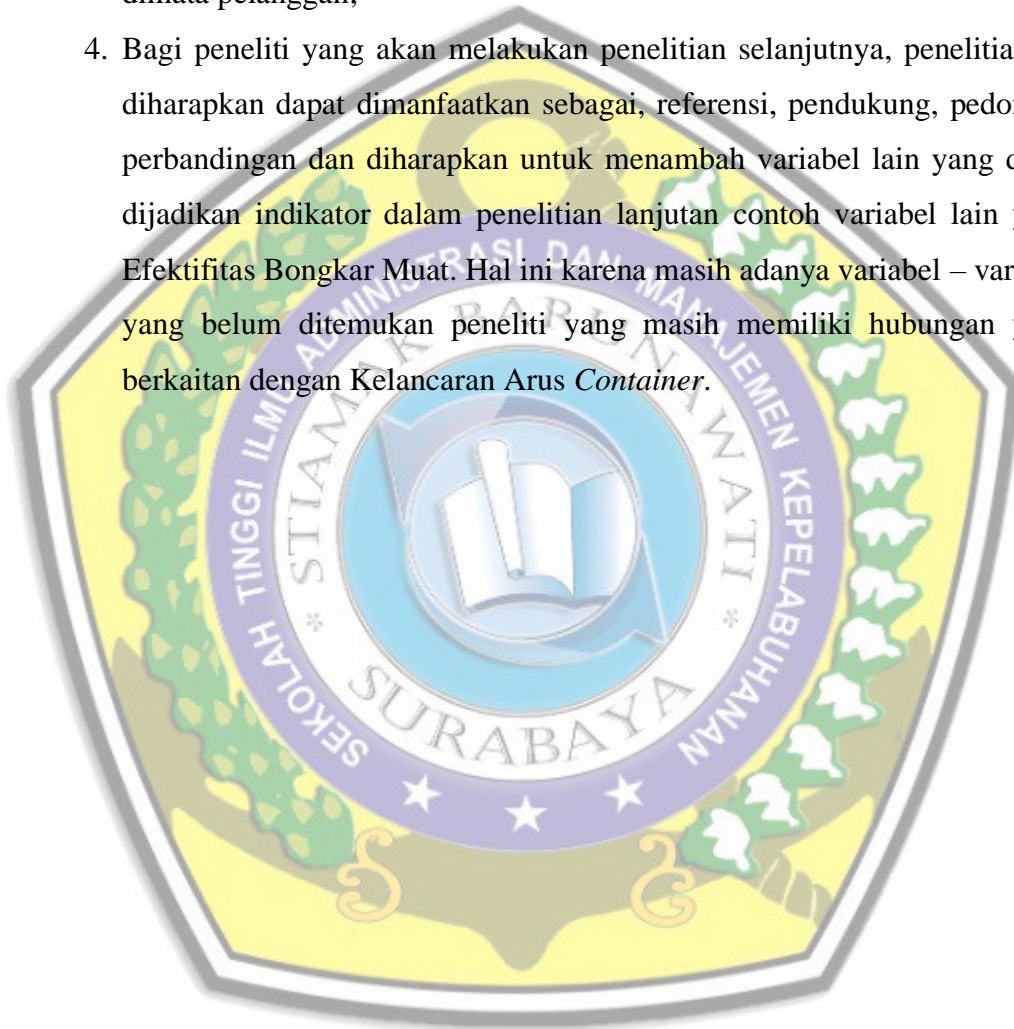 dimata pelanggan;
4. Bagi peneliti yang akan melakukan penelitian selanjutnya,
diharapkan dapat dimanfaatkan sebagai, referensi, pendukung,
perbandingan dan diharapkan untuk menambah variabel lain yang
dijadikan indikator dalam penelitian lanjutan contoh variabel lain
Efektifitas Bongkar Muat. Hal ini karena masih adanya variabel –
yang belum ditemukan peneliti yang masih memiliki hubungan
berkaitan dengan Kelancaran Arus Container.
SEKOLAH TINGGI ILMU ADMINISTRASI DAN MANAJEMEN KEPELABUHANAN
* STIAMAK BARUNAWATI *
SURABAYA